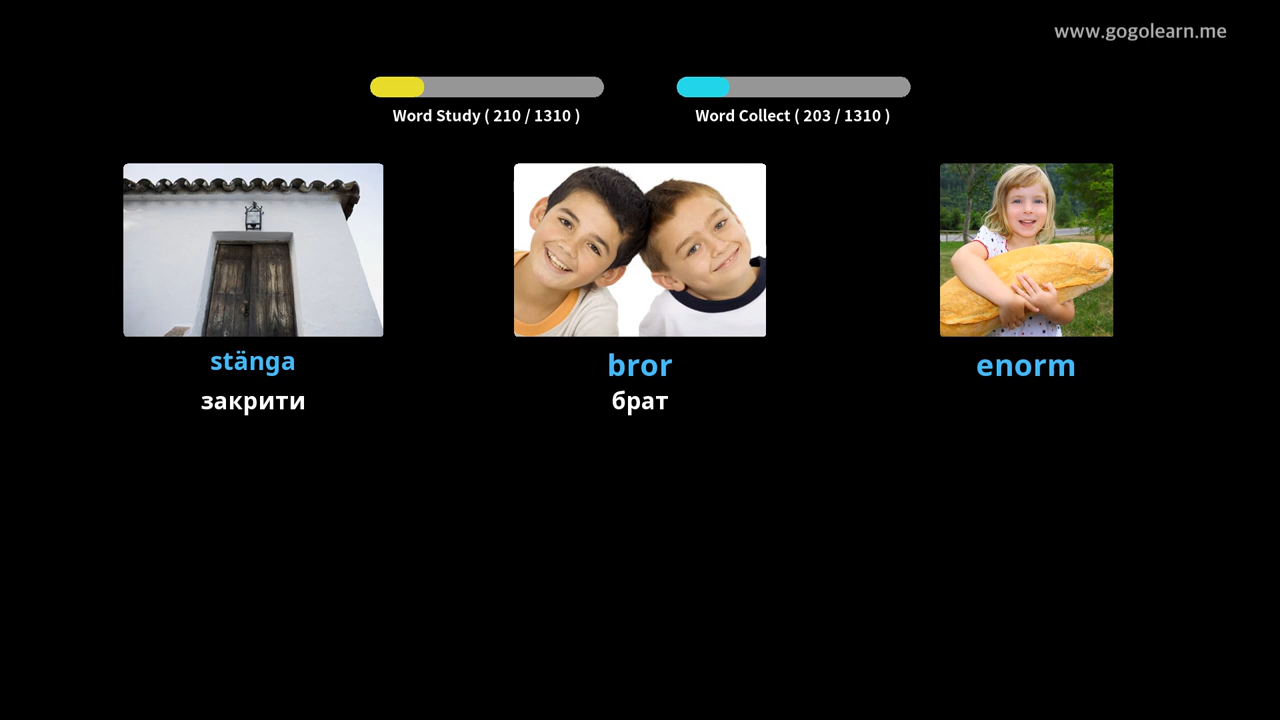 www.gogolearn.me
Word Study ( 210 / 1310 )
Word Collect ( 203 / 1310 )
stänga
bror
enorm
закрити
брат